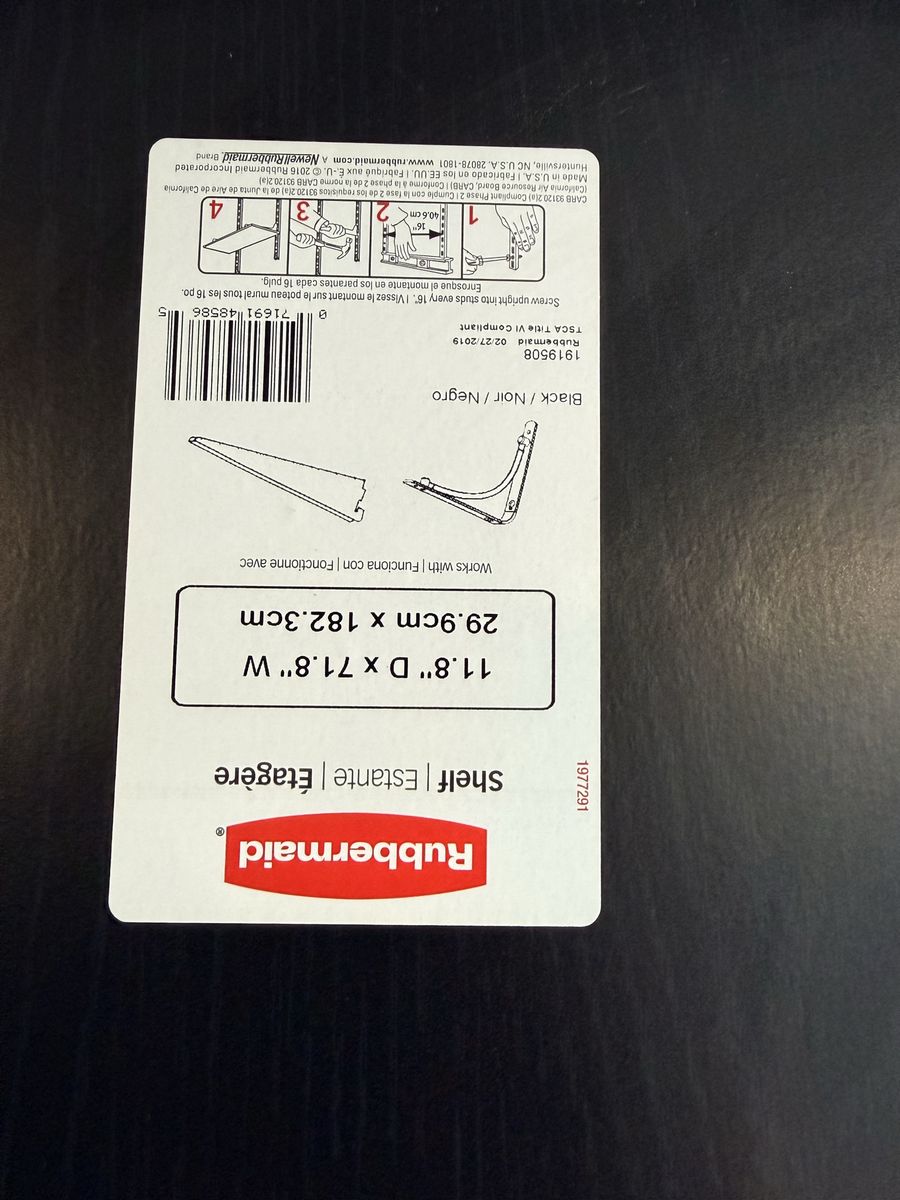 Rubbermaid®
1977291
Shelf | Estante | Étagère
11.8" D x 71.8" W
29.9cm x 182.3cm
Works with | Funciona con | Fonctionne avec
Black / Noir / Negro
1919508
Rubbermaid 02/27/2019
TSCA Title VI Compliant
0 71691 48586 5
Screw upright into studs every 16". | Vissez le montant sur le poteau mural tous les 16 po.
Enrosque el montante en los parantes cada 16 pulg.
1
2
16"
40.6 cm
3
4
CARB 93120.2(e) Compliant Phase 2 | Cumple con la fase 2 de los requisitos 93120.2(a) de la Junta de Aire de California
(California Air Resource Board, CARB) | Conforme à la phase 2 de la norme CARB 93120.2(a)
Made in U.S.A. | Fabricado en los EE.UU. | Fabriqué aux É.-U. © 2016 Rubbermaid Incorporated
Huntersville, NC U.S.A. 28078-1801 www.rubbermaid.com A NewellRubbermaid Brand